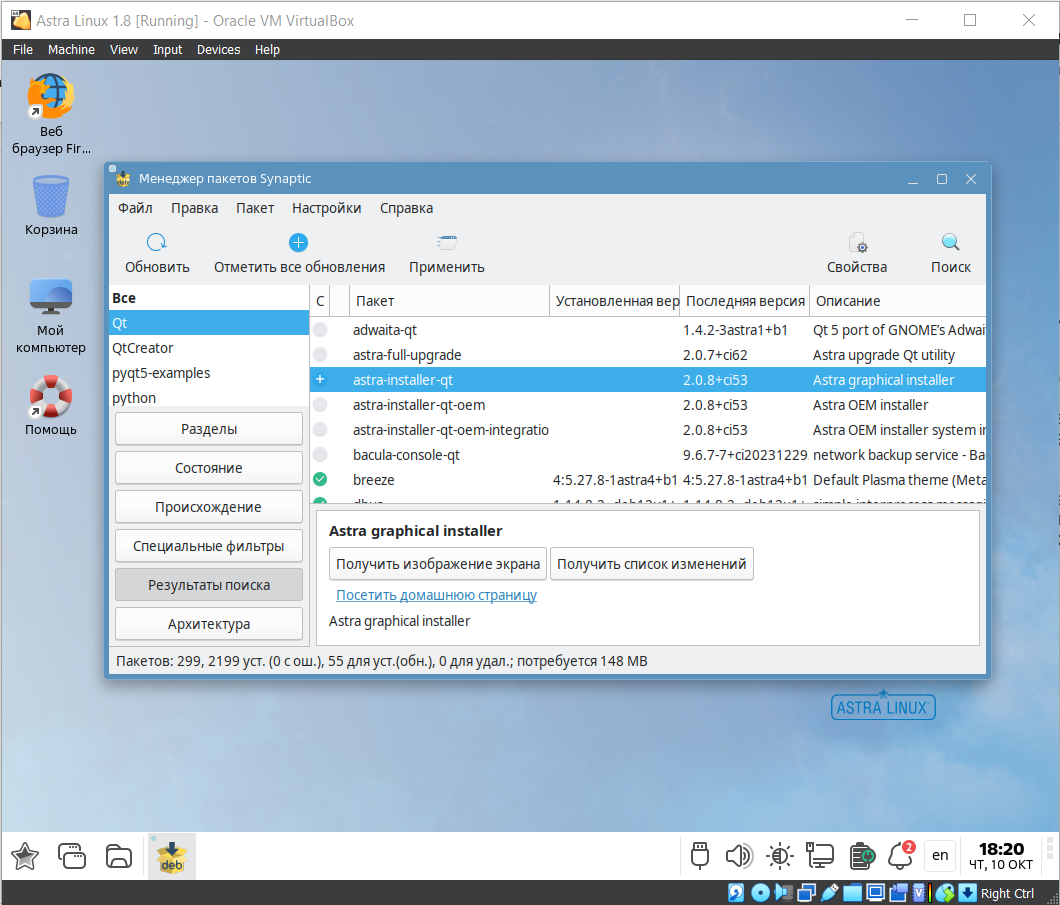 Astra Linux 1.8 [Running] - Oracle VM VirtualBox
File Machine View Input Devices Help
Веб
браузер Fir...
Корзина
Мой
компьютер
Помощь
Менеджер пакетов Synaptic
Файл Правка Пакет Настройки Справка
Обновить Отметить все обновления Применить Свойства Поиск
Все
Qt
QtCreator
pyqt5-examples
python
Разделы
Состояние
Происхождение
Специальные фильтры
Результаты поиска
Архитектура
С Пакет Установленная вер Последняя версия Описание
adwaita-qt 1.4.2-3astra1+b1 Qt 5 port of GNOME's Adwai
astra-full-upgrade 2.0.7+ci62 Astra upgrade Qt utility
astra-installer-qt 2.0.8+ci53 Astra graphical installer
astra-installer-qt-oem 2.0.8+ci53 Astra OEM installer
astra-installer-qt-oem-integratio 2.0.8+ci53 Astra OEM installer system in
bacula-console-qt 9.6.7-7+ci20231229 network backup service - Ba
breeze 4:5.27.8-1astra4+b1 4:5.27.8-1astra4+b1 Default Plasma theme (Meta
Astra graphical installer
Получить изображение экрана Получить список изменений
Посетить домашнюю страницу
Astra graphical installer
Пакетов: 299, 2199 уст. (0 с ош.), 55 для уст.(обн.), 0 для удал.; потребуется 148 MB
ASTRA LINUX
deb
2
en
18:20
ЧТ, 10 ОКТ
Right Ctrl